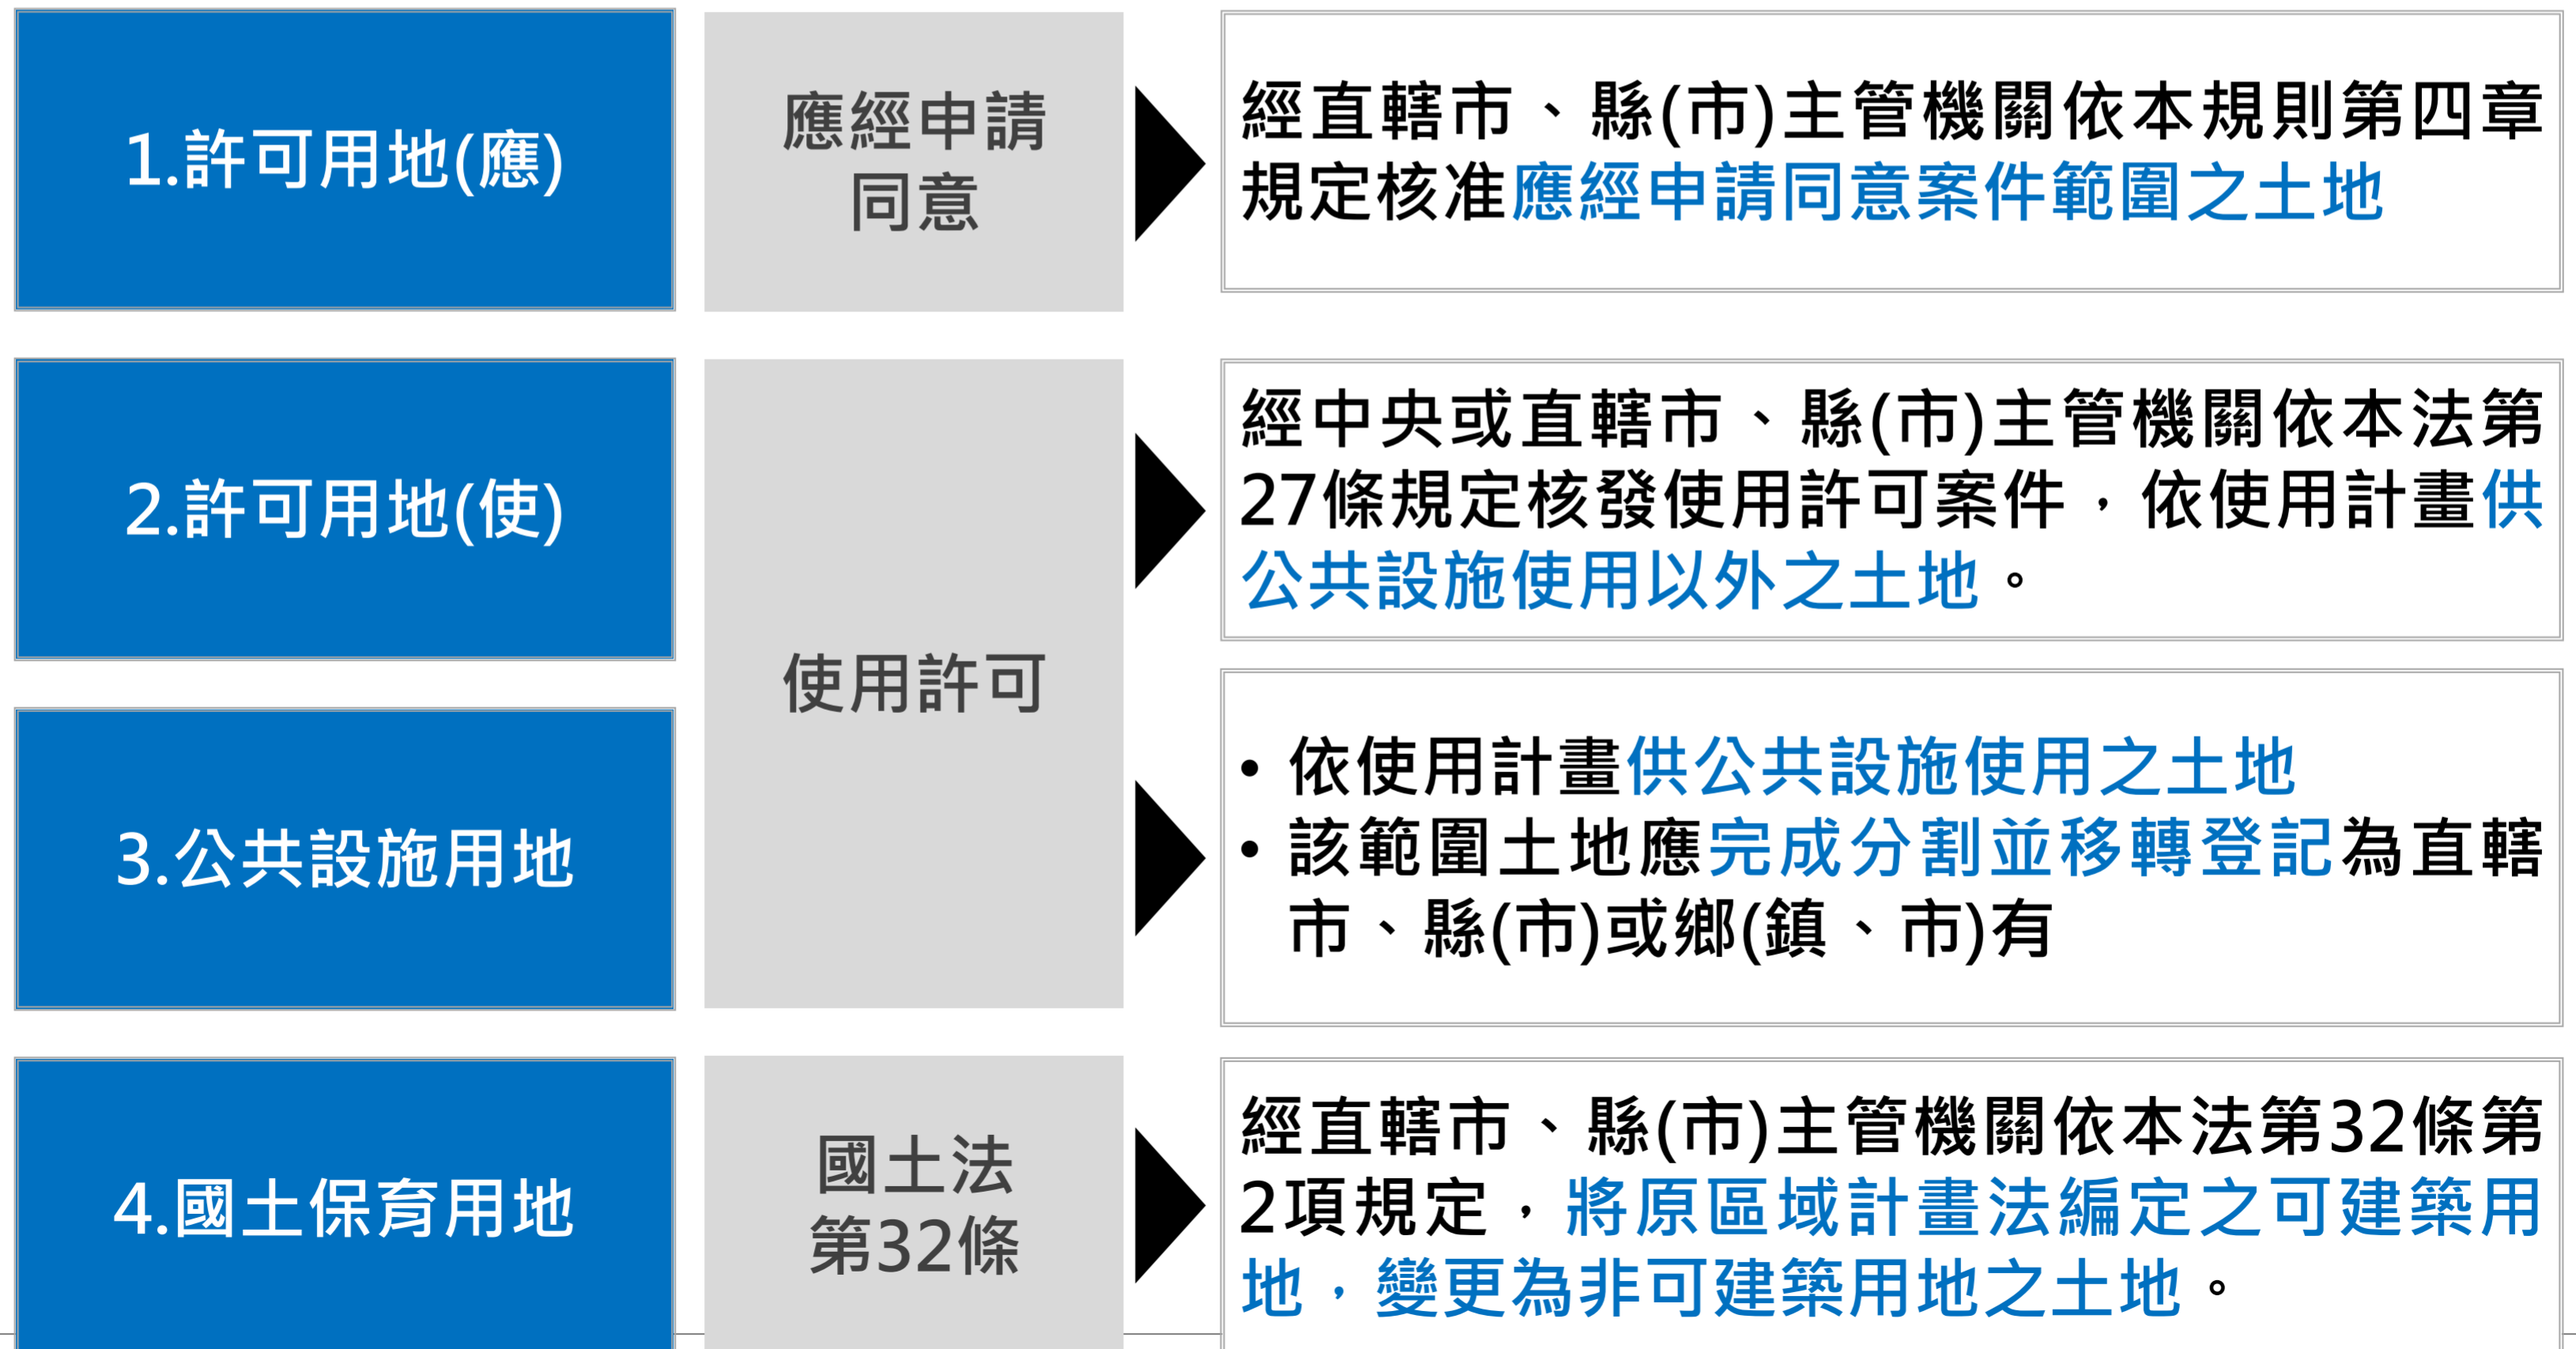 1.許可用地(應)
應經申請
同意
經直轄市、縣(市)主管機關依本規則第四章
規定核准應經申請同意案件範圍之土地
2.許可用地(使)
使用許可
經中央或直轄市、縣(市)主管機關依本法第
27條規定核發使用許可案件，依使用計畫供
公共設施使用以外之土地。
3.公共設施用地
• 依使用計畫供公共設施使用之土地
• 該範圍土地應完成分割並移轉登記為直轄
市、縣(市)或鄉(鎮、市)有
4.國土保育用地
國土法
第32條
經直轄市、縣(市)主管機關依本法第32條第
2項規定，將原區域計畫法編定之可建築用
地，變更為非可建築用地之土地。